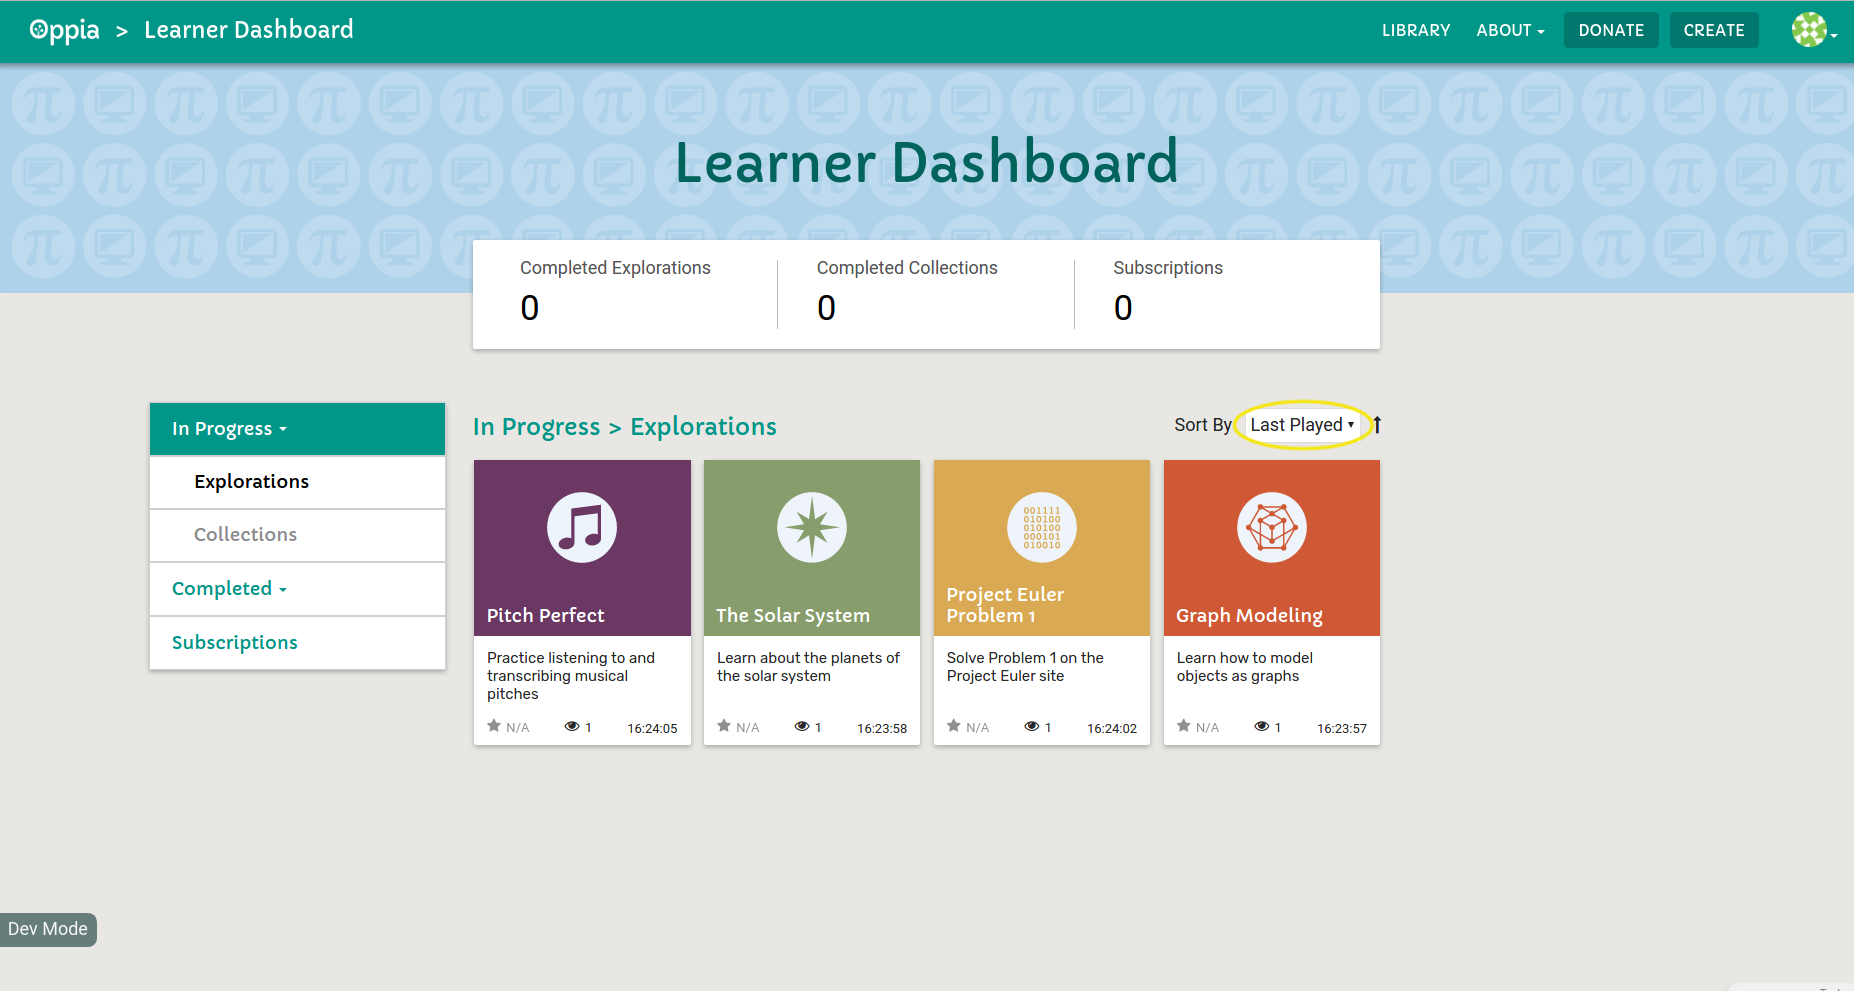 Oppia > Learner Dashboard
LIBRARY ABOUT DONATE CREATE
Learner Dashboard
Completed Explorations
0
Completed Collections
0
Subscriptions
0
In Progress
Explorations
Collections
Completed
Subscriptions
In Progress > Explorations
Sort By Last Played
Pitch Perfect
Practice listening to and
transcribing musical
pitches
N/A 1 16:24:05
The Solar System
Learn about the planets of
the solar system
N/A 1 16:23:58
001111
010100
010100
000101
010010
Project Euler
Problem 1
Solve Problem 1 on the
Project Euler site
N/A 1 16:24:02
Graph Modeling
Learn how to model
objects as graphs
N/A 1 16:23:57
Dev Mode